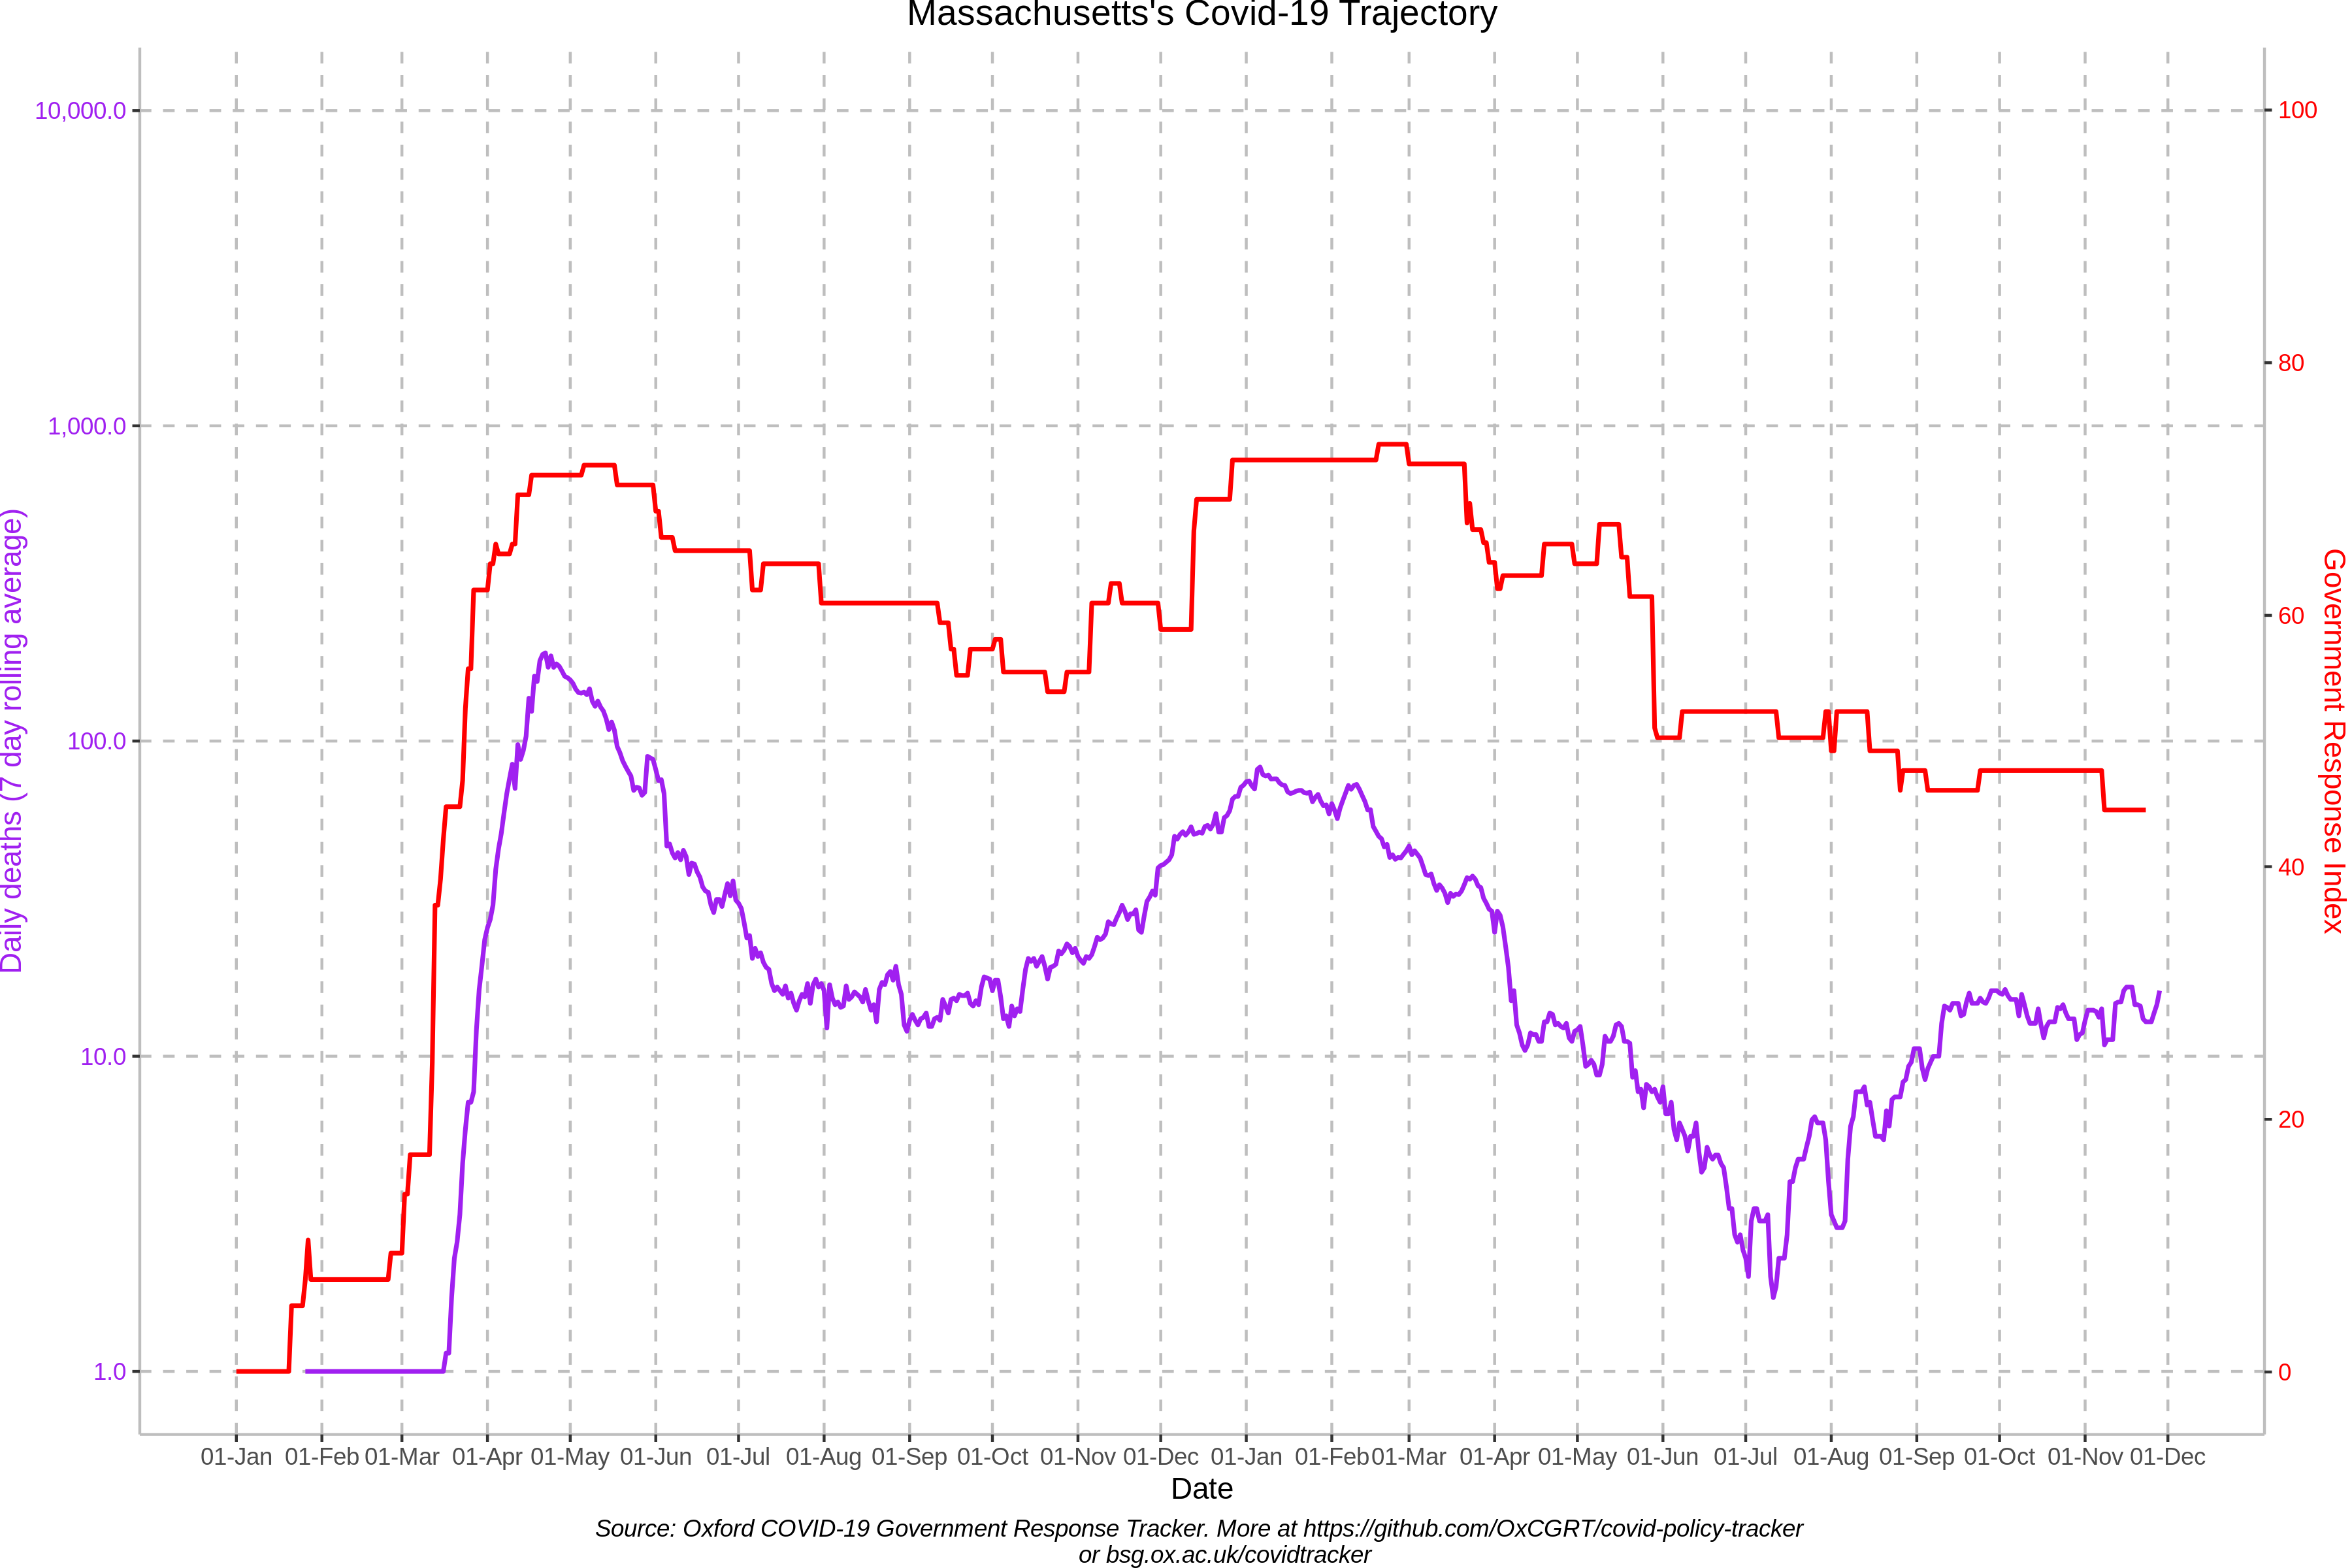 Massachusetts's Covid-19 Trajectory
10,000.0
1,000.0
100.0
10.0
1.0
Daily deaths (7 day rolling average)
100
80
60
40
20
0
Government Response Index
01-Jan 01-Feb 01-Mar 01-Apr 01-May 01-Jun 01-Jul 01-Aug 01-Sep 01-Oct 01-Nov 01-Dec 01-Jan 01-Feb 01-Mar 01-Apr 01-May 01-Jun 01-Jul 01-Aug 01-Sep 01-Oct 01-Nov 01-Dec
Date
Source: Oxford COVID-19 Government Response Tracker. More at https://github.com/OxCGRT/covid-policy-tracker
or bsg.ox.ac.uk/covidtracker